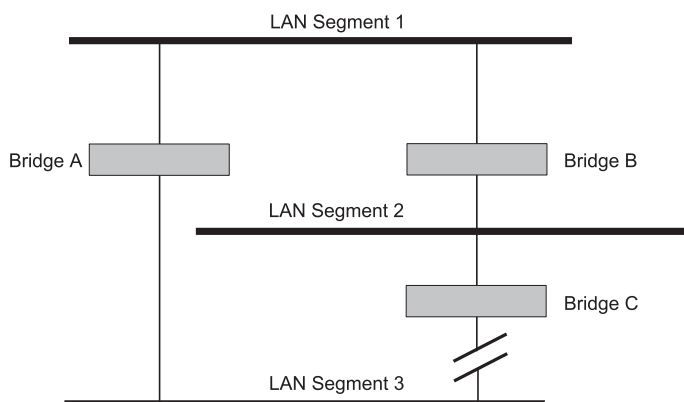 LAN Segment 1
Bridge A
Bridge B
LAN Segment 2
Bridge C
LAN Segment 3